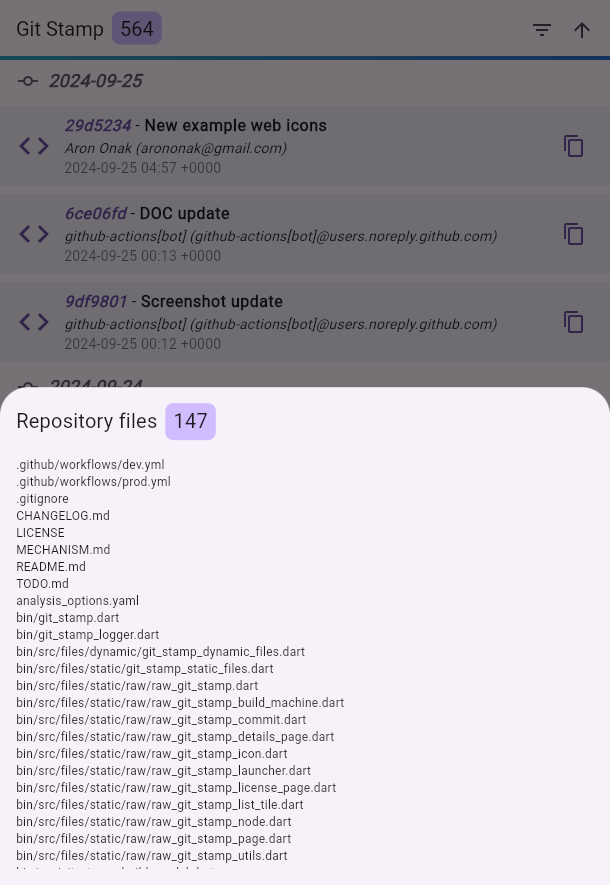 Git Stamp 564
2024-09-25
29d5234 - New example web icons
Aron Onak (arononak@gmail.com)
2024-09-25 04:57 +0000
6ce06fd - DOC update
github-actions[bot] (github-actions[bot]@users.noreply.github.com)
2024-09-25 00:13 +0000
9df9801 - Screenshot update
github-actions[bot] (github-actions[bot]@users.noreply.github.com)
2024-09-25 00:12 +0000
2024-09-24
Repository files 147
.github/workflows/dev.yml
.github/workflows/prod.yml
.gitignore
CHANGELOG.md
LICENSE
MECHANISM.md
README.md
TODO.md
analysis_options.yaml
bin/git_stamp.dart
bin/git_stamp_logger.dart
bin/src/files/dynamic/git_stamp_dynamic_files.dart
bin/src/files/static/git_stamp_static_files.dart
bin/src/files/static/raw/raw_git_stamp.dart
bin/src/files/static/raw/raw_git_stamp_build_machine.dart
bin/src/files/static/raw/raw_git_stamp_commit.dart
bin/src/files/static/raw/raw_git_stamp_details_page.dart
bin/src/files/static/raw/raw_git_stamp_icon.dart
bin/src/files/static/raw/raw_git_stamp_launcher.dart
bin/src/files/static/raw/raw_git_stamp_license_page.dart
bin/src/files/static/raw/raw_git_stamp_list_tile.dart
bin/src/files/static/raw/raw_git_stamp_node.dart
bin/src/files/static/raw/raw_git_stamp_page.dart
bin/src/files/static/raw/raw_git_stamp_utils.dart